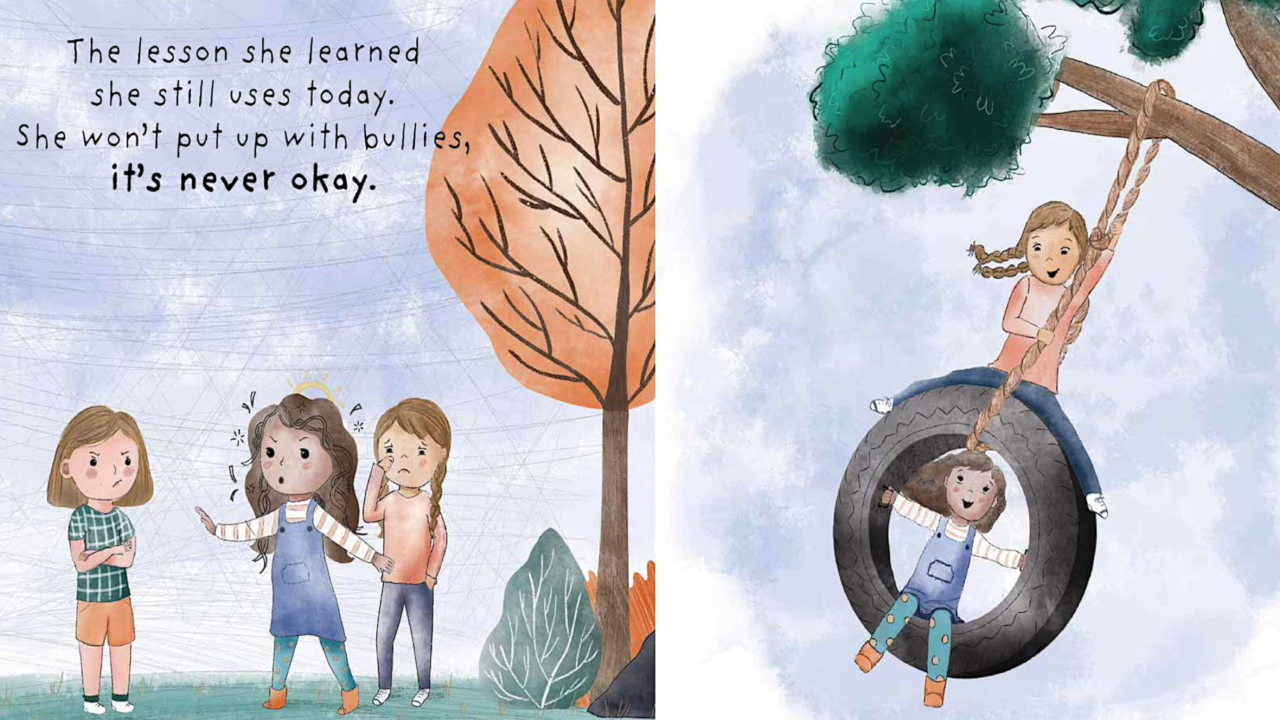 The lesson she learned
she still uses today.
She won't put up with bullies,
it's never okay.